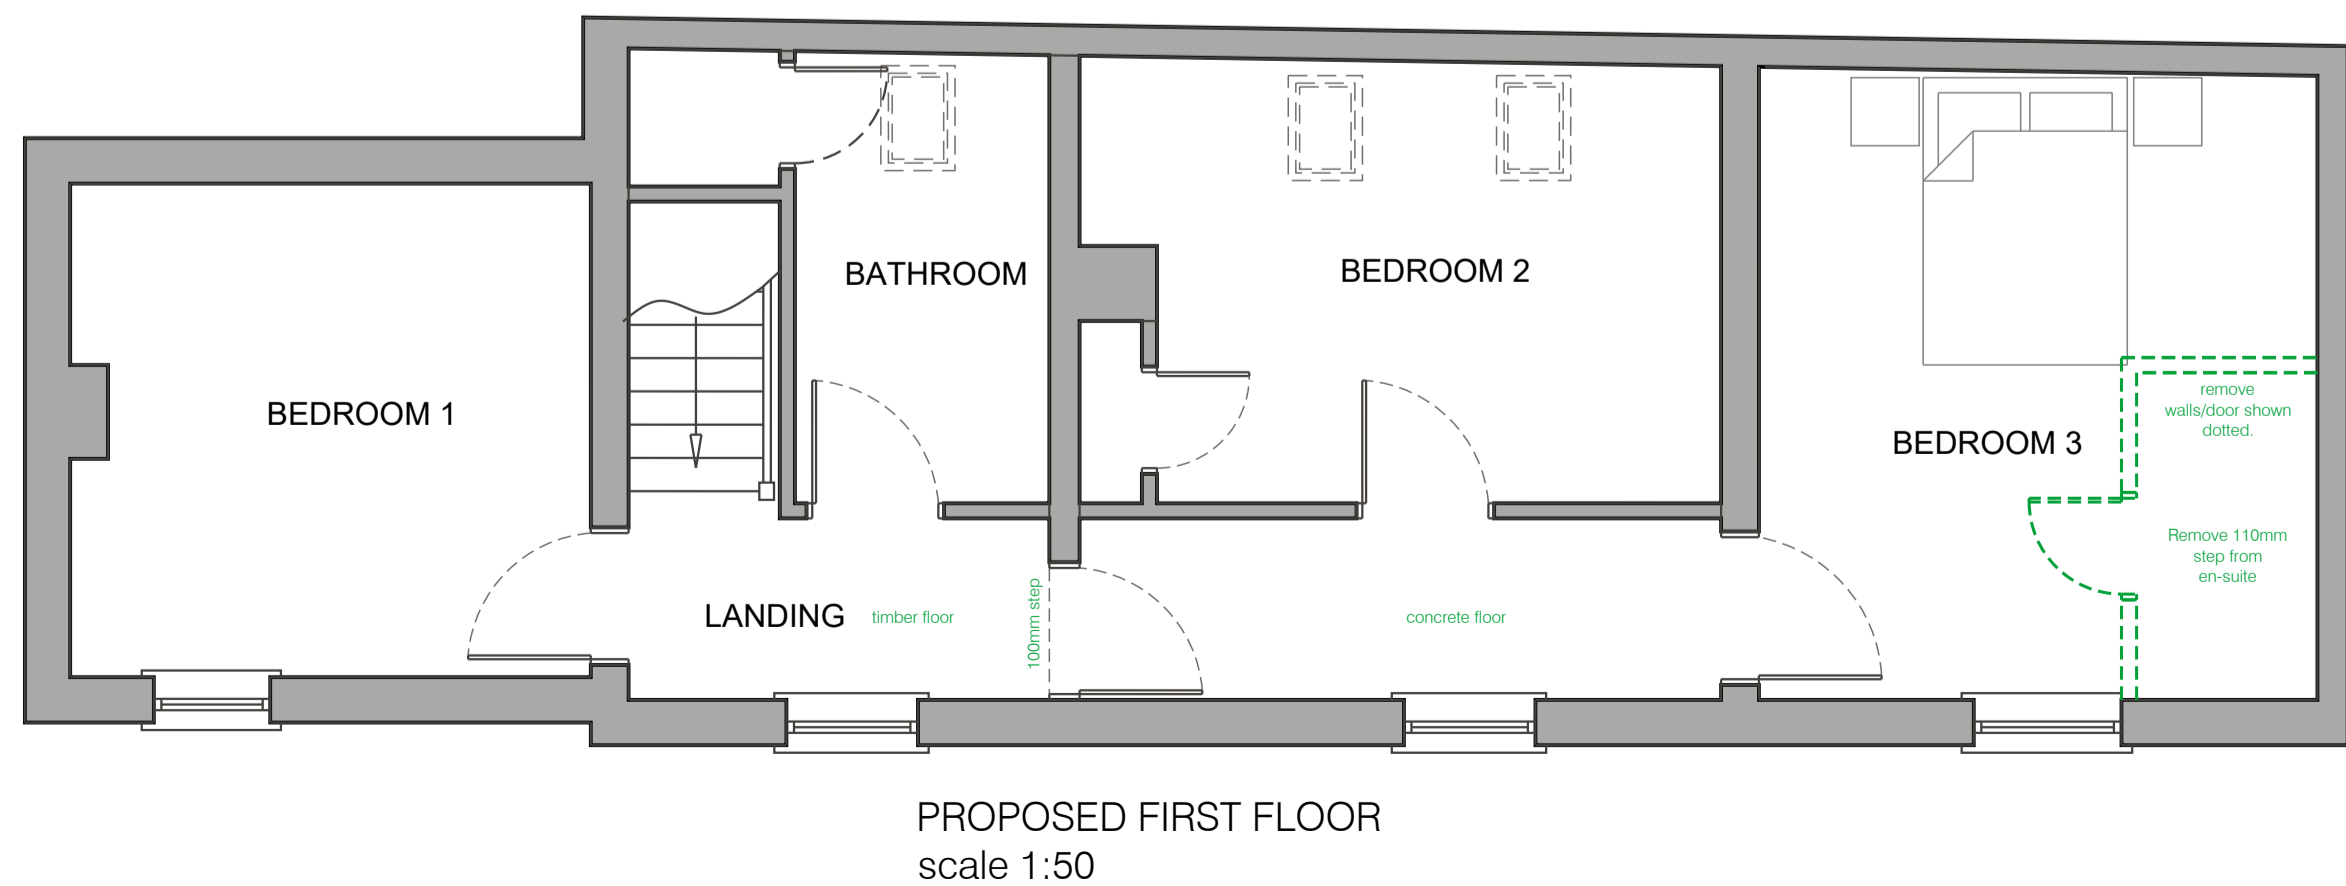 BATHROOM
BEDROOM 2
BEDROOM 1
remove
walls/door shown
dotted.
BEDROOM 3
Remove 110mm
step from
en-suite
LANDING
timber floor
100mm step
concrete floor
PROPOSED FIRST FLOOR
scale 1:50